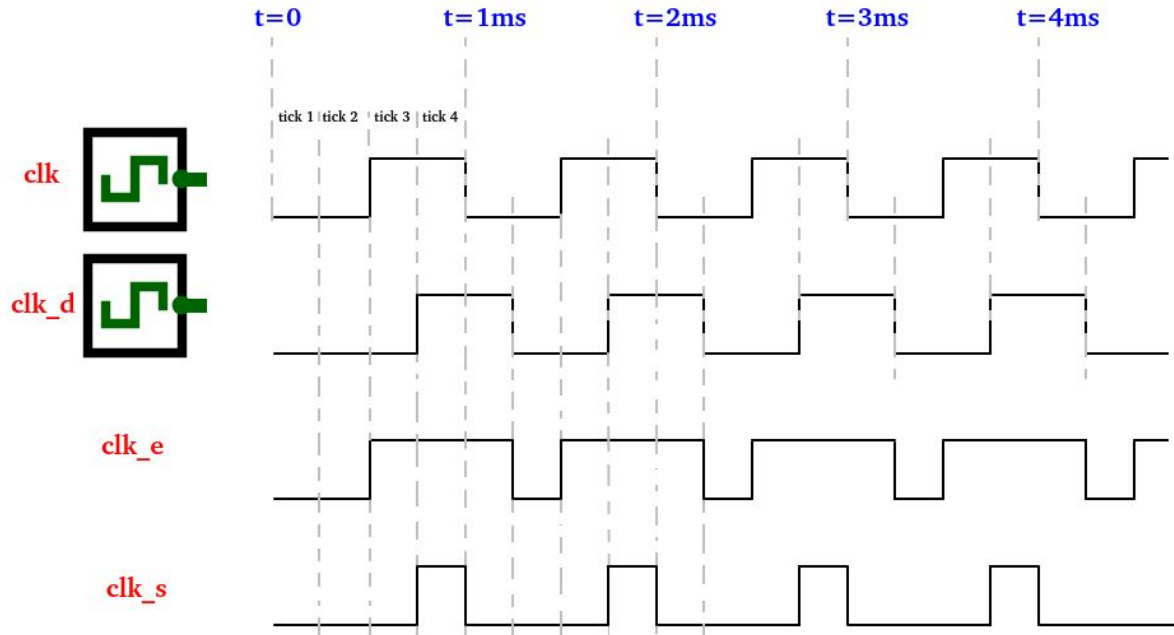 t=0 t=1ms t=2ms t=3ms t=4ms
tick 1 tick 2 tick 3 tick 4
clk
clk_d
clk_e
clk_s